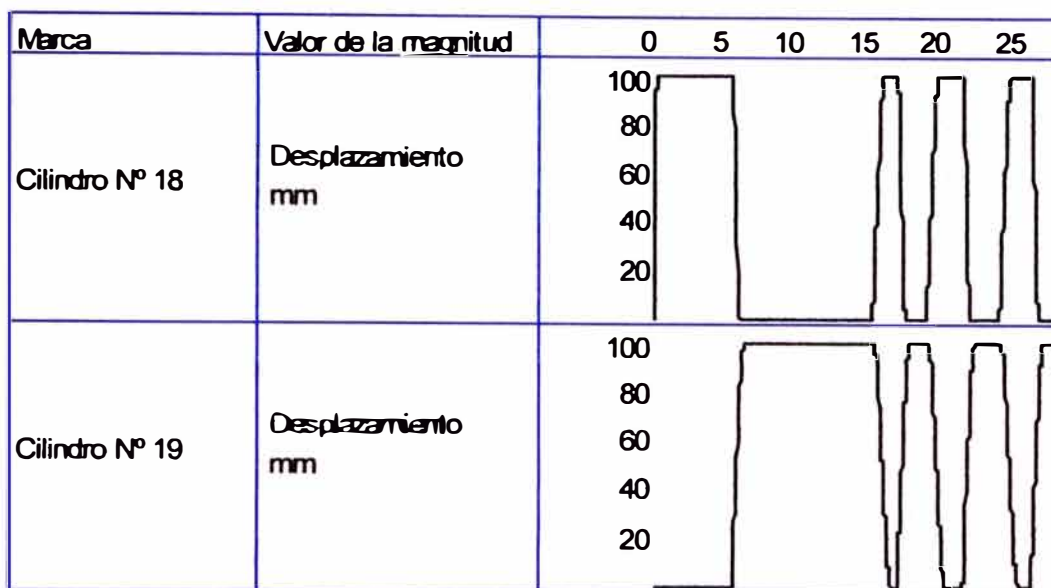 Marca
Valor de la magnitud
0 5 10 15 20 25
Cilindro Nº 18
Desplazamiento
mm
100
80
60
40
20
Cilindro Nº 19
Desplazamiento
mm
100
80
60
40
20